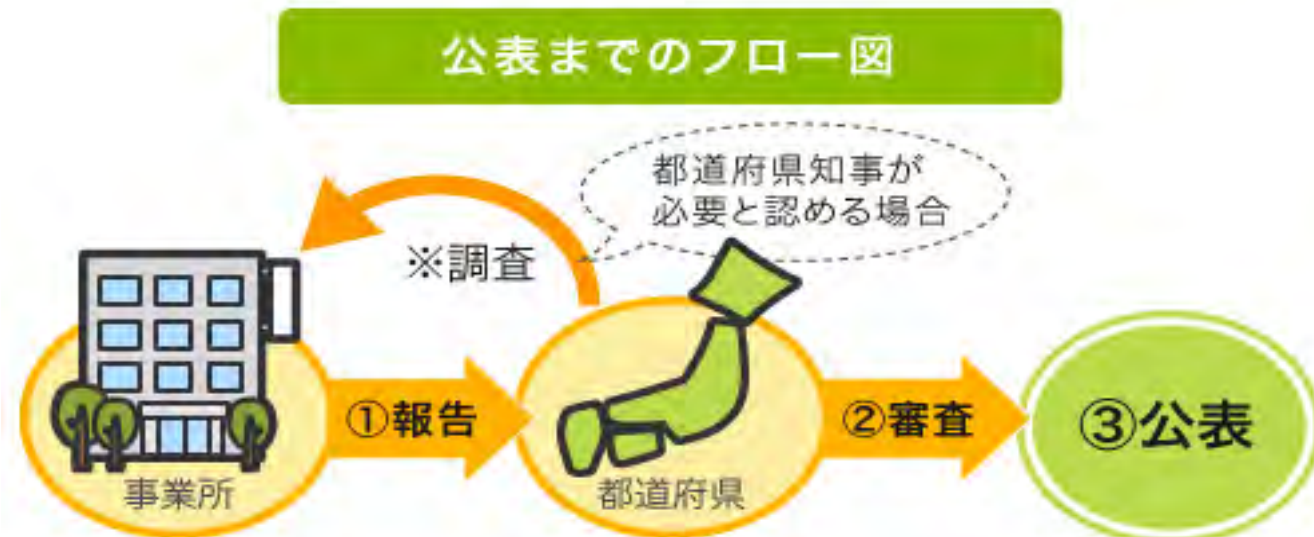 公表までのフロー図
都道府県知事が
必要と認める場合
※調査
①報告
②審査
③公表
事業所
都道府県